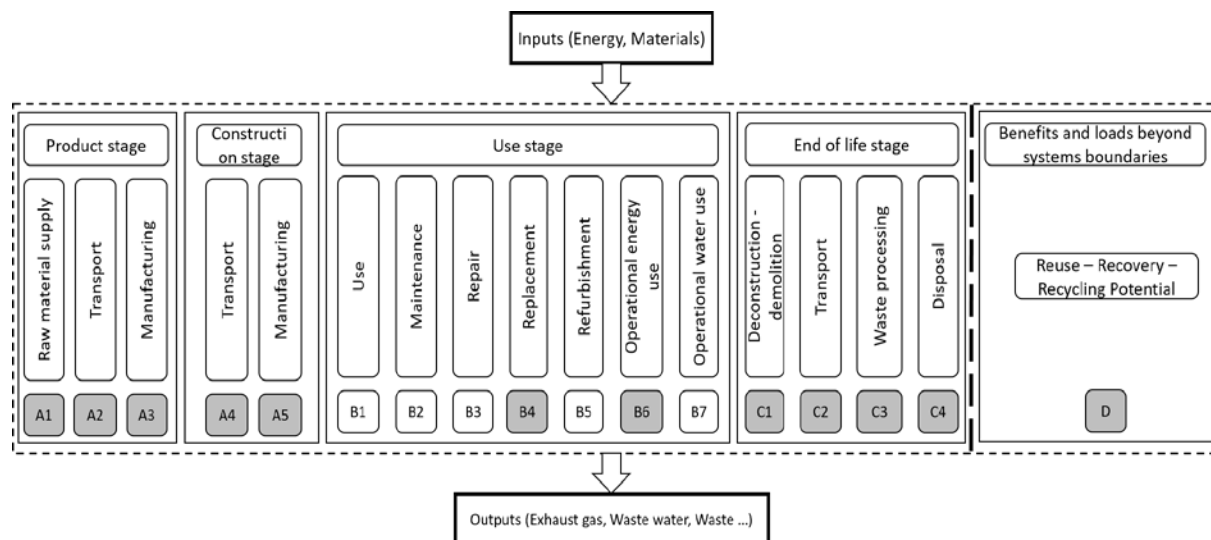 Inputs (Energy, Materials)
Product stage
Constructi
on stage
Use stage
End of life stage
Benefits and loads beyond
systems boundaries
Raw material supply
Transport
Manufacturing
Transport
Manufacturing
Use
Maintenance
Repair
Replacement
Refurbishment
Operational energy
use
Operational water use
Deconstruction -
demolition
Transport
Waste processing
Disposal
Reuse – Recovery –
Recycling Potential
A1
A2
A3
A4
A5
B1
B2
B3
B4
B5
B6
B7
C1
C2
C3
C4
D
Outputs (Exhaust gas, Waste water, Waste ...)